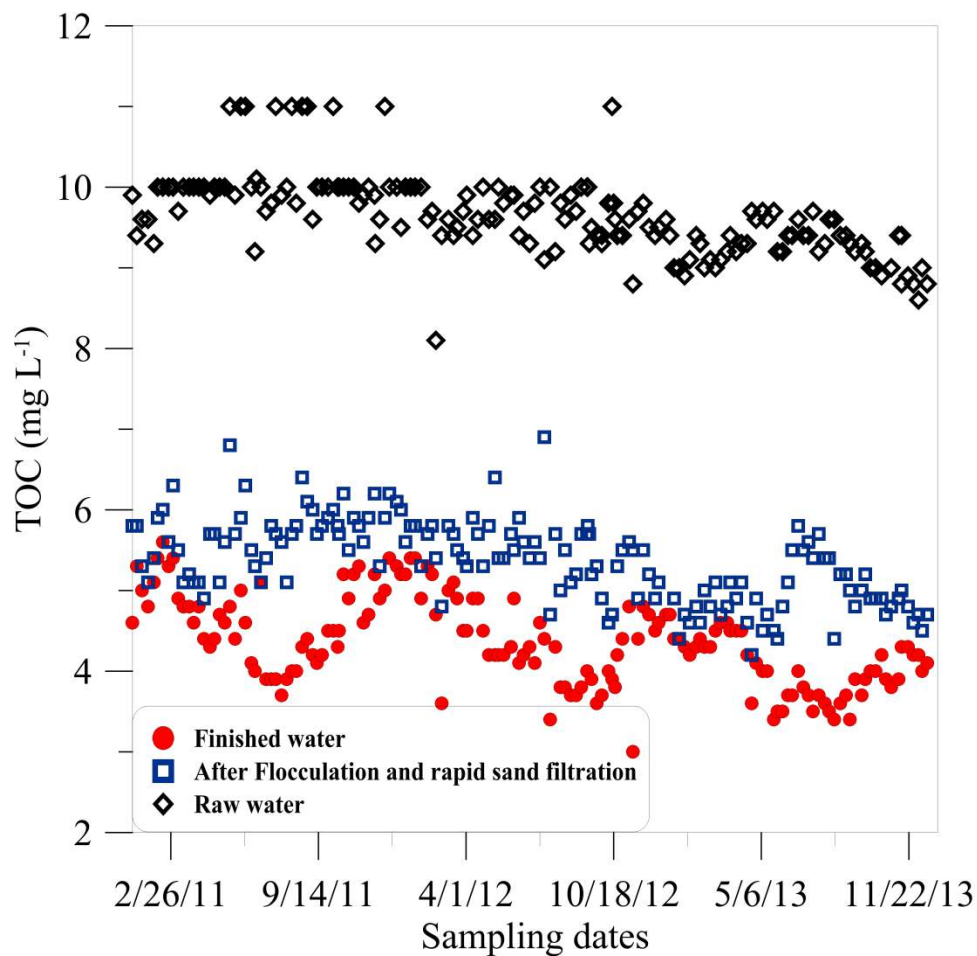 12
10
8
6
4
2
TOC (mg L⁻¹)
Finished water
After Flocculation and rapid sand filtration
Raw water
2/26/11 9/14/11 4/1/12 10/18/12 5/6/13 11/22/13
Sampling dates